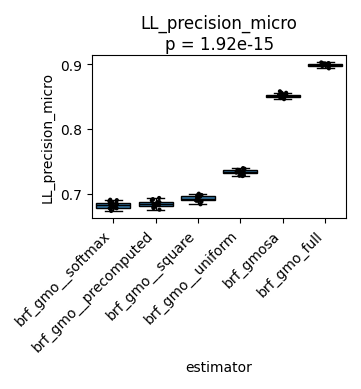 LL_precision_micro
p = 1.92e-15
LL_precision_micro
0.9
0.8
0.7
brf_gmo__softmax
brf_gmo__precomputed
brf_gmo__square
brf_gmo__uniform
brf_gmosa
brf_gmo_full
estimator